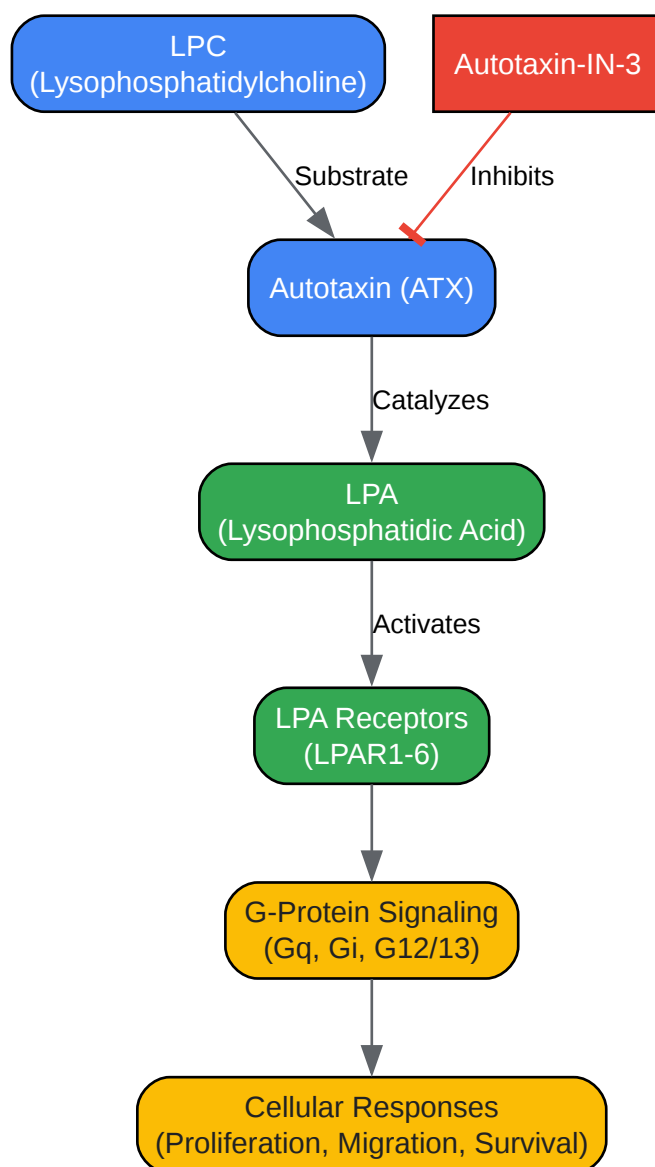 LPC
(Lysophosphatidylcholine)
Autotaxin-IN-3
Substrate
Inhibits
Autotaxin (ATX)
Catalyzes
LPA
(Lysophosphatidic Acid)
Activates
LPA Receptors
(LPAR1-6)
G-Protein Signaling
(Gq, Gi, G12/13)
Cellular Responses
(Proliferation, Migration, Survival)